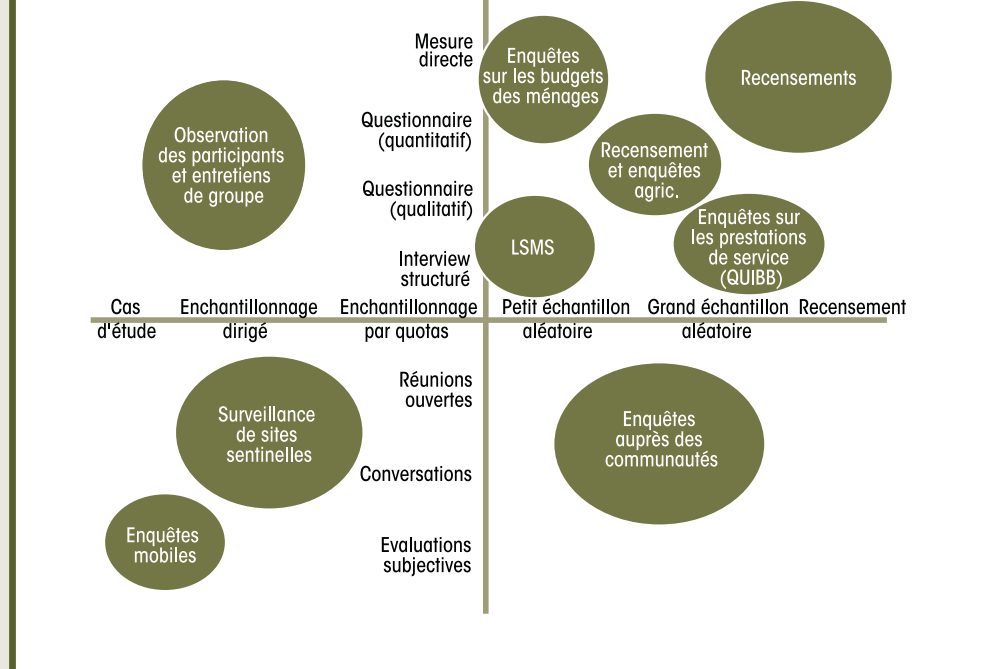 Mesure
directe
Enquêtes
sur les budgets
des ménages
Recensements
Observation
des participants
et entretiens
de groupe
Questionnaire
(quantitatif)
Recensement
et enquêtes
agric.
Questionnaire
(qualitatif)
LSMS
Enquêtes sur
les prestations
de service
(QUIBB)
Interview
structuré
Cas
d'étude
Enchantillonnage
dirigé
Enchantillonnage
par quotas
Petit échantillon
aléatoire
Grand échantillon
aléatoire
Recensement
Réunions
ouvertes
Surveillance
de sites
sentinelles
Enquêtes
auprès des
communautés
Conversations
Enquêtes
mobiles
Evaluations
subjectives